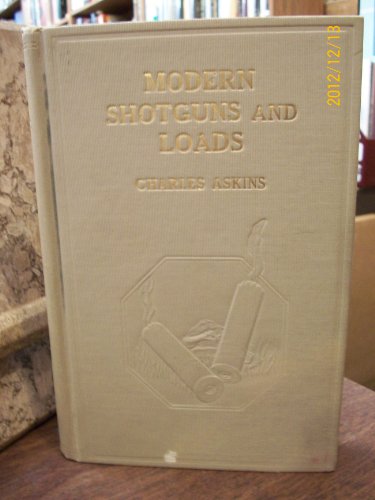 MODERN
SHOTGUNS AND
LOADS
CHARLES ASKINS
2012/12/13